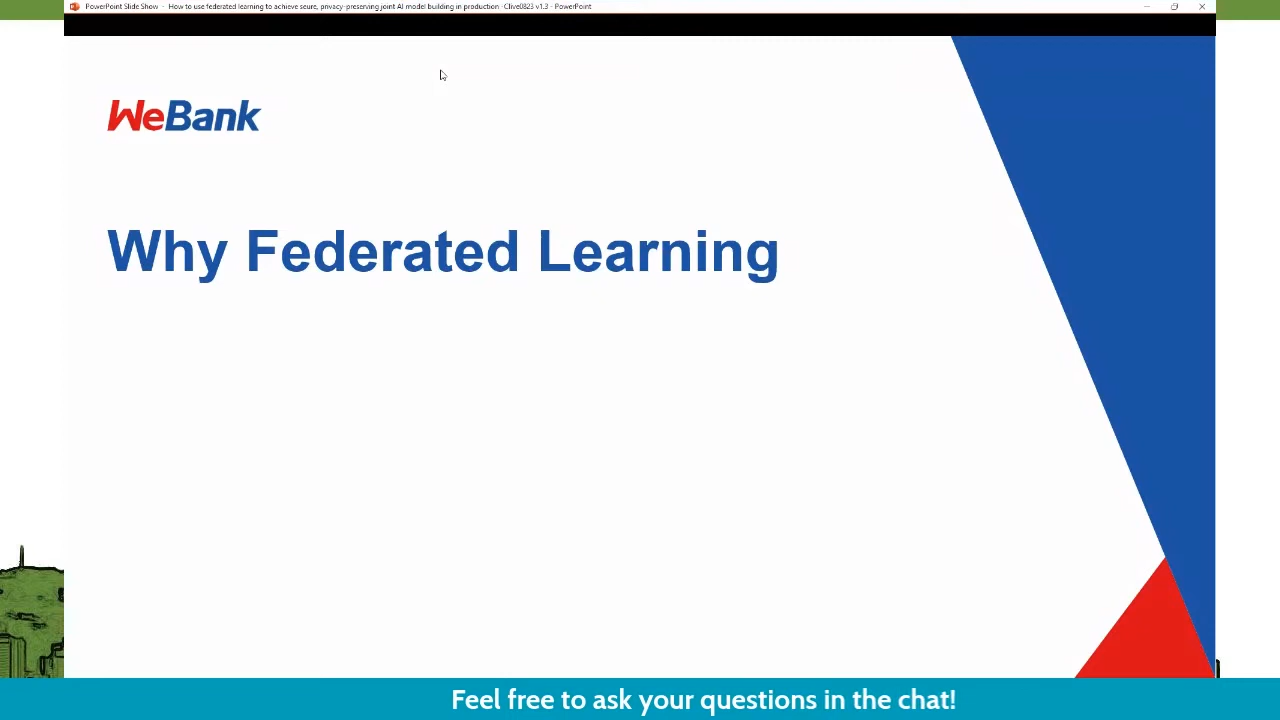 PowerPoint Slide Show - How to use federated learning to achieve seure, privacy-preserving joint AI model building in production -Clive0823 v1.3 - PowerPoint
WeBank
Why Federated Learning
Feel free to ask your questions in the chat!